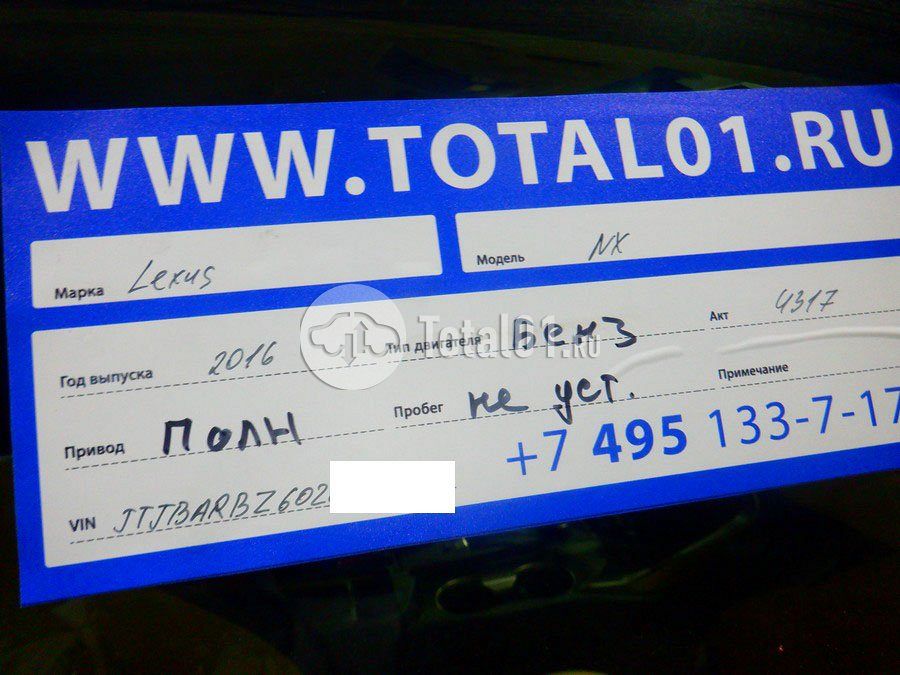 WWW.TOTAL01.RU
Марка Lexus Модель NX
Год выпуска 2016 Тип двигателя Бенз Акт 4317
Привод Полн Пробег не уст. Примечание
+7 495 133-7-17
VIN JTJBARBZ602
Total01.RU